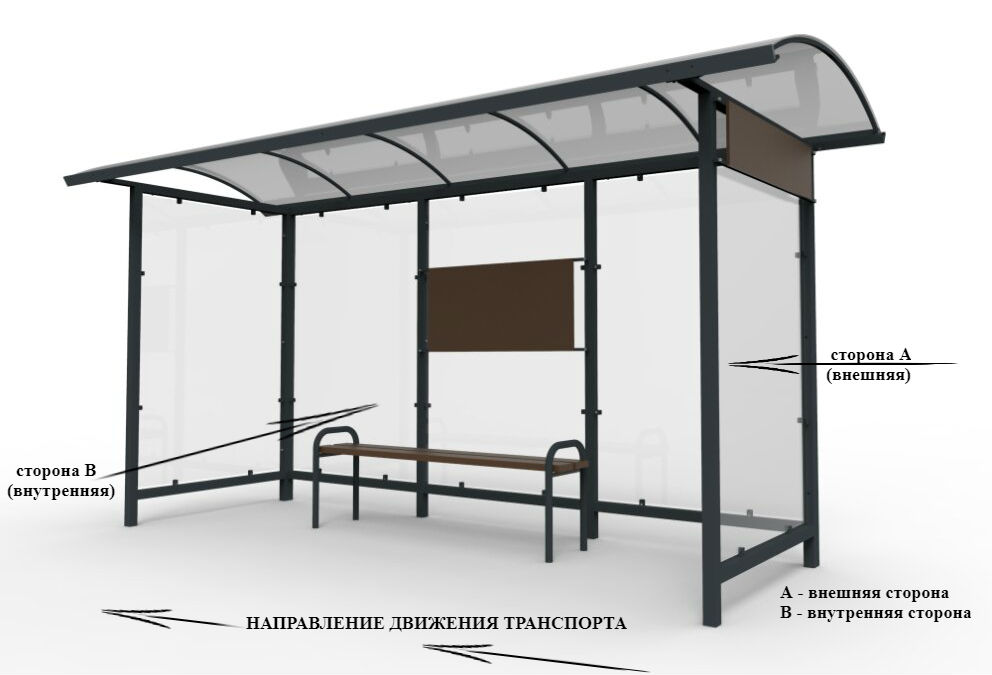 сторона А
(внешняя)
сторона В
(внутренняя)
А - внешняя сторона
В - внутренняя сторона
НАПРАВЛЕНИЕ ДВИЖЕНИЯ ТРАНСПОРТА